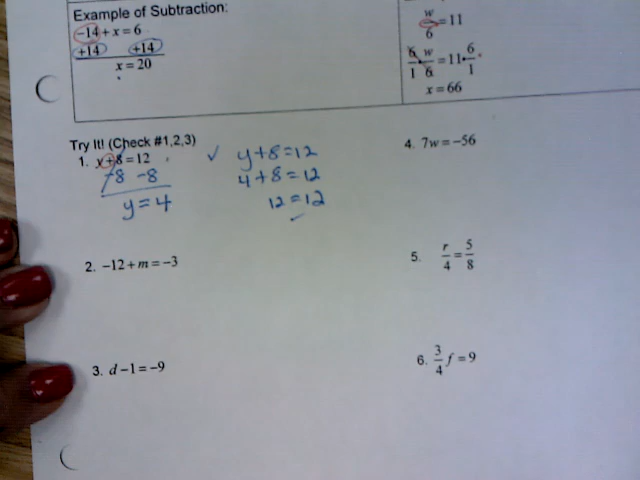 Example of Subtraction:
-14 + x = 6
+14 +14
x = 20
w/6 = 11
6/1 · w/6 = 11 · 6/1
x = 66
Try It! (Check #1,2,3)
1. y + 8 = 12
-8 -8
y = 4
✓ y + 8 = 12
4 + 8 = 12
12 = 12
✓
2. -12 + m = -3
3. d - 1 = -9
4. 7w = -56
5. r/4 = 5/8
6. 3/4 f = 9